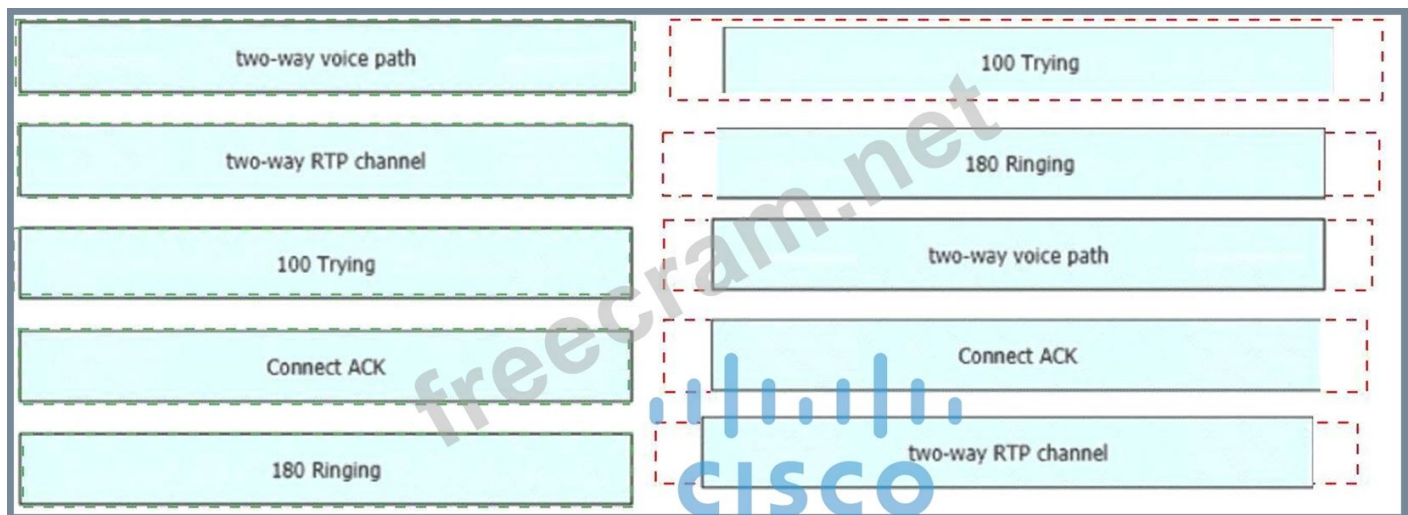 two-way voice path
100 Trying
two-way RTP channel
180 Ringing
100 Trying
two-way voice path
Connect ACK
Connect ACK
180 Ringing
two-way RTP channel
freecram.net
CISCO